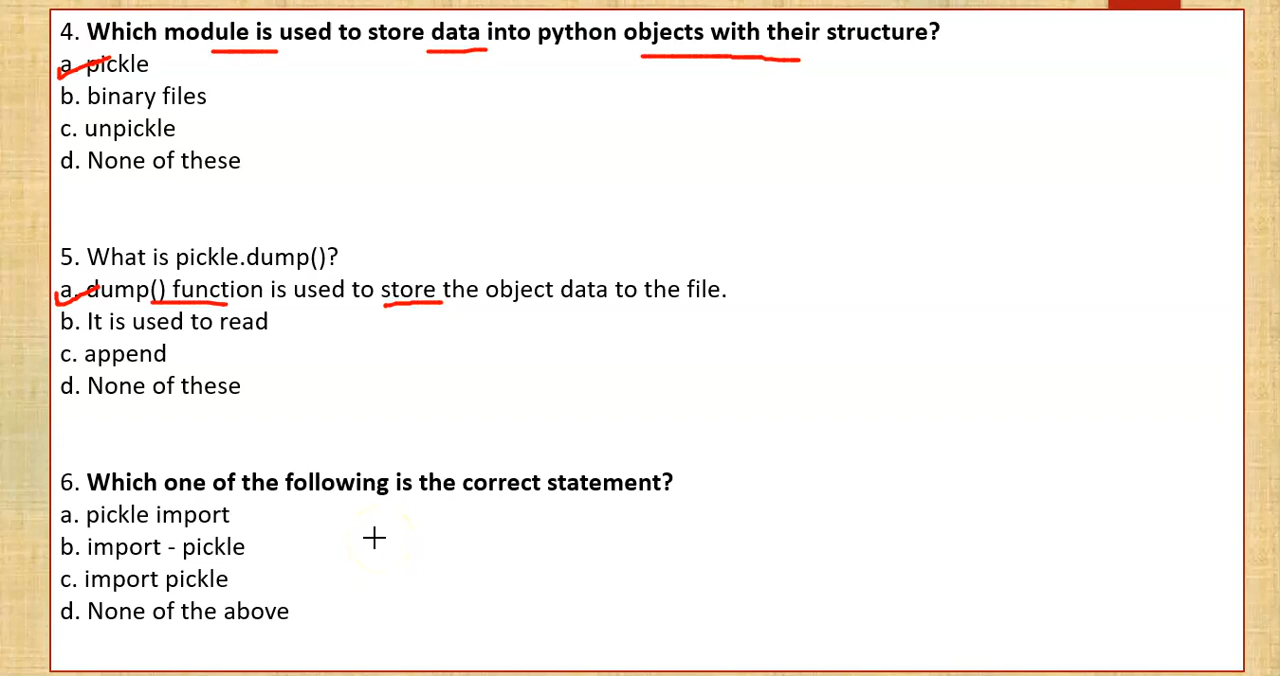 4. Which module is used to store data into python objects with their structure?
a. pickle
b. binary files
c. unpickle
d. None of these
5. What is pickle.dump()?
a. dump() function is used to store the object data to the file.
b. It is used to read
c. append
d. None of these
6. Which one of the following is the correct statement?
a. pickle import
b. import - pickle
c. import pickle
d. None of the above